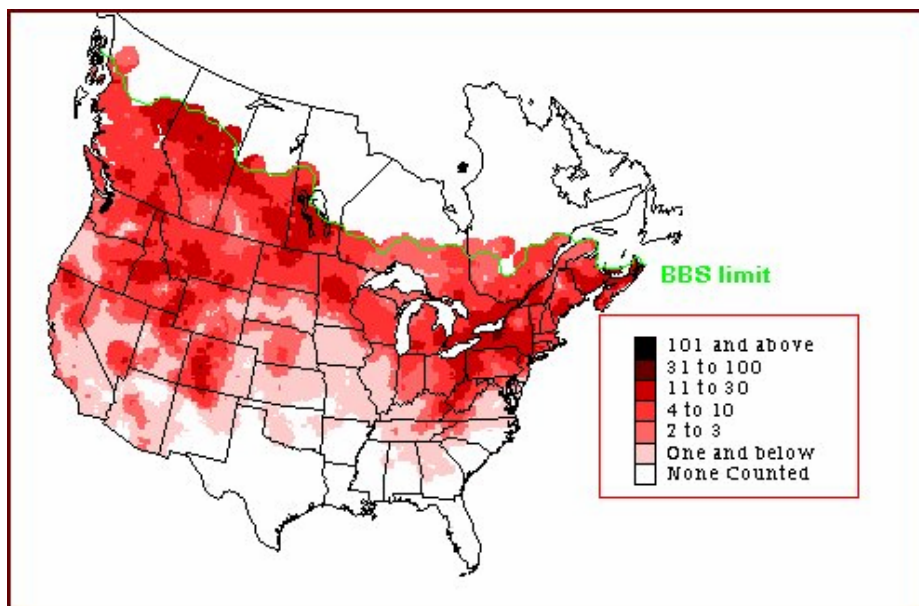 BBS limit
101 and above
31 to 100
11 to 30
4 to 10
2 to 3
One and below
None Counted